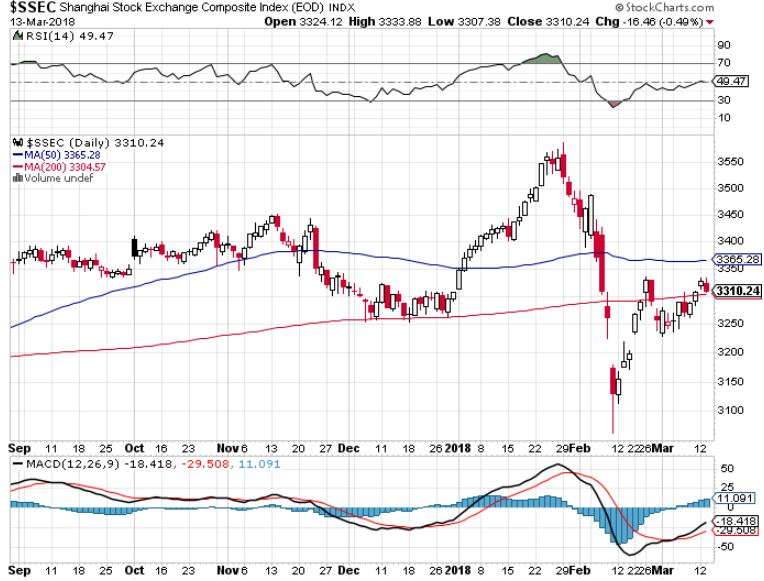 $SSEC Shanghai Stock Exchange Composite Index (EOD) INDX © StockCharts.com
13-Mar-2018 Open 3324.12 High 3333.88 Low 3307.38 Close 3310.24 Chg -16.46 (-0.49%)
RSI(14) 49.47
90
70
49.47
30
10
$SSEC (Daily) 3310.24
MA(50) 3365.28
MA(200) 3304.57
Volume undef
3550
3500
3450
3400
3365.28
3350
3310.24
3250
3200
3150
3100
Sep 11 18 25 Oct 16 23 Nov 6 13 20 27 Dec 11 18 26 2018 8 15 22 29 Feb 12 22 26 Mar 12
MACD(12,26,9) -18.418, -29.508, 11.091
50
25
11.091
0
-18.418
-29.508
-50
Sep 11 18 25 Oct 16 23 Nov 6 13 20 27 Dec 11 18 26 2018 8 15 22 29 Feb 12 22 26 Mar 12